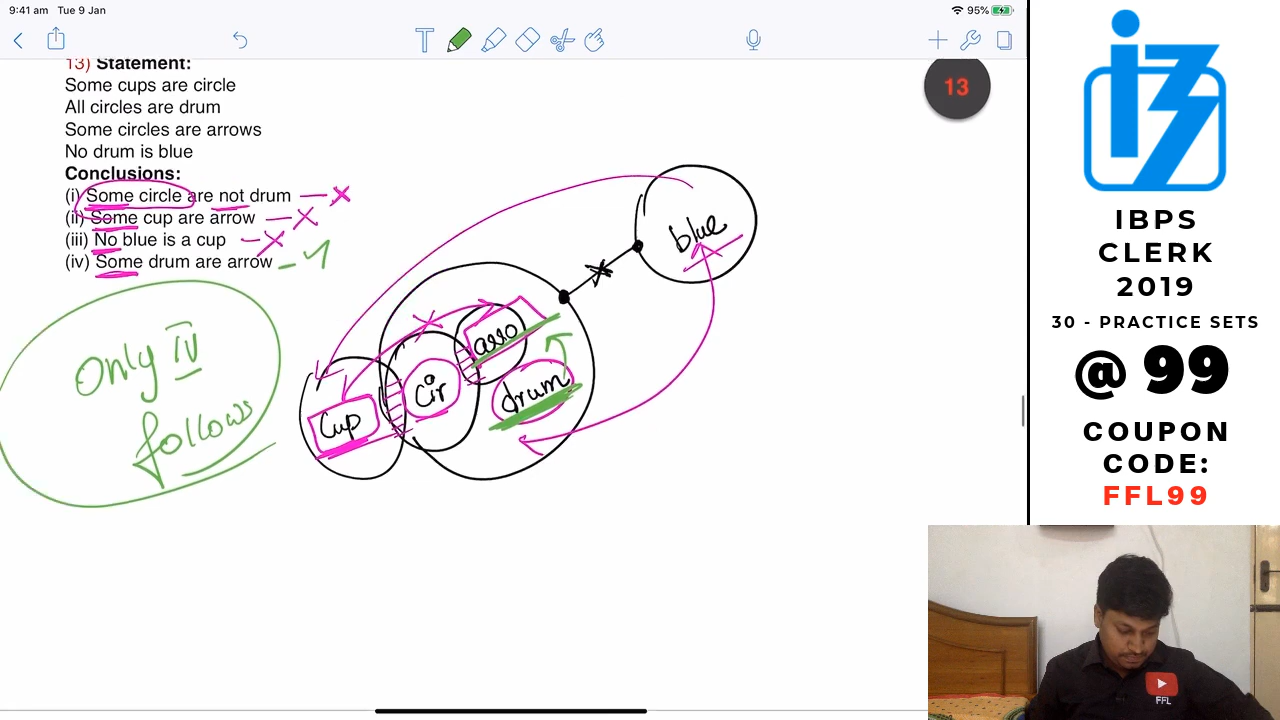 9:41 am Tue 9 Jan
95%
T
13) Statement:
Some cups are circle
All circles are drum
Some circles are arrows
No drum is blue
Conclusions:
(i) Some circle are not drum
(ii) Some cup are arrow
(iii) No blue is a cup
(iv) Some drum are arrow
13
blue
arro
Cir
drum
Cup
Only IV
follows
IBPS
CLERK
2019
30 - PRACTICE SETS
@ 99
COUPON
CODE:
FFL99
FFL